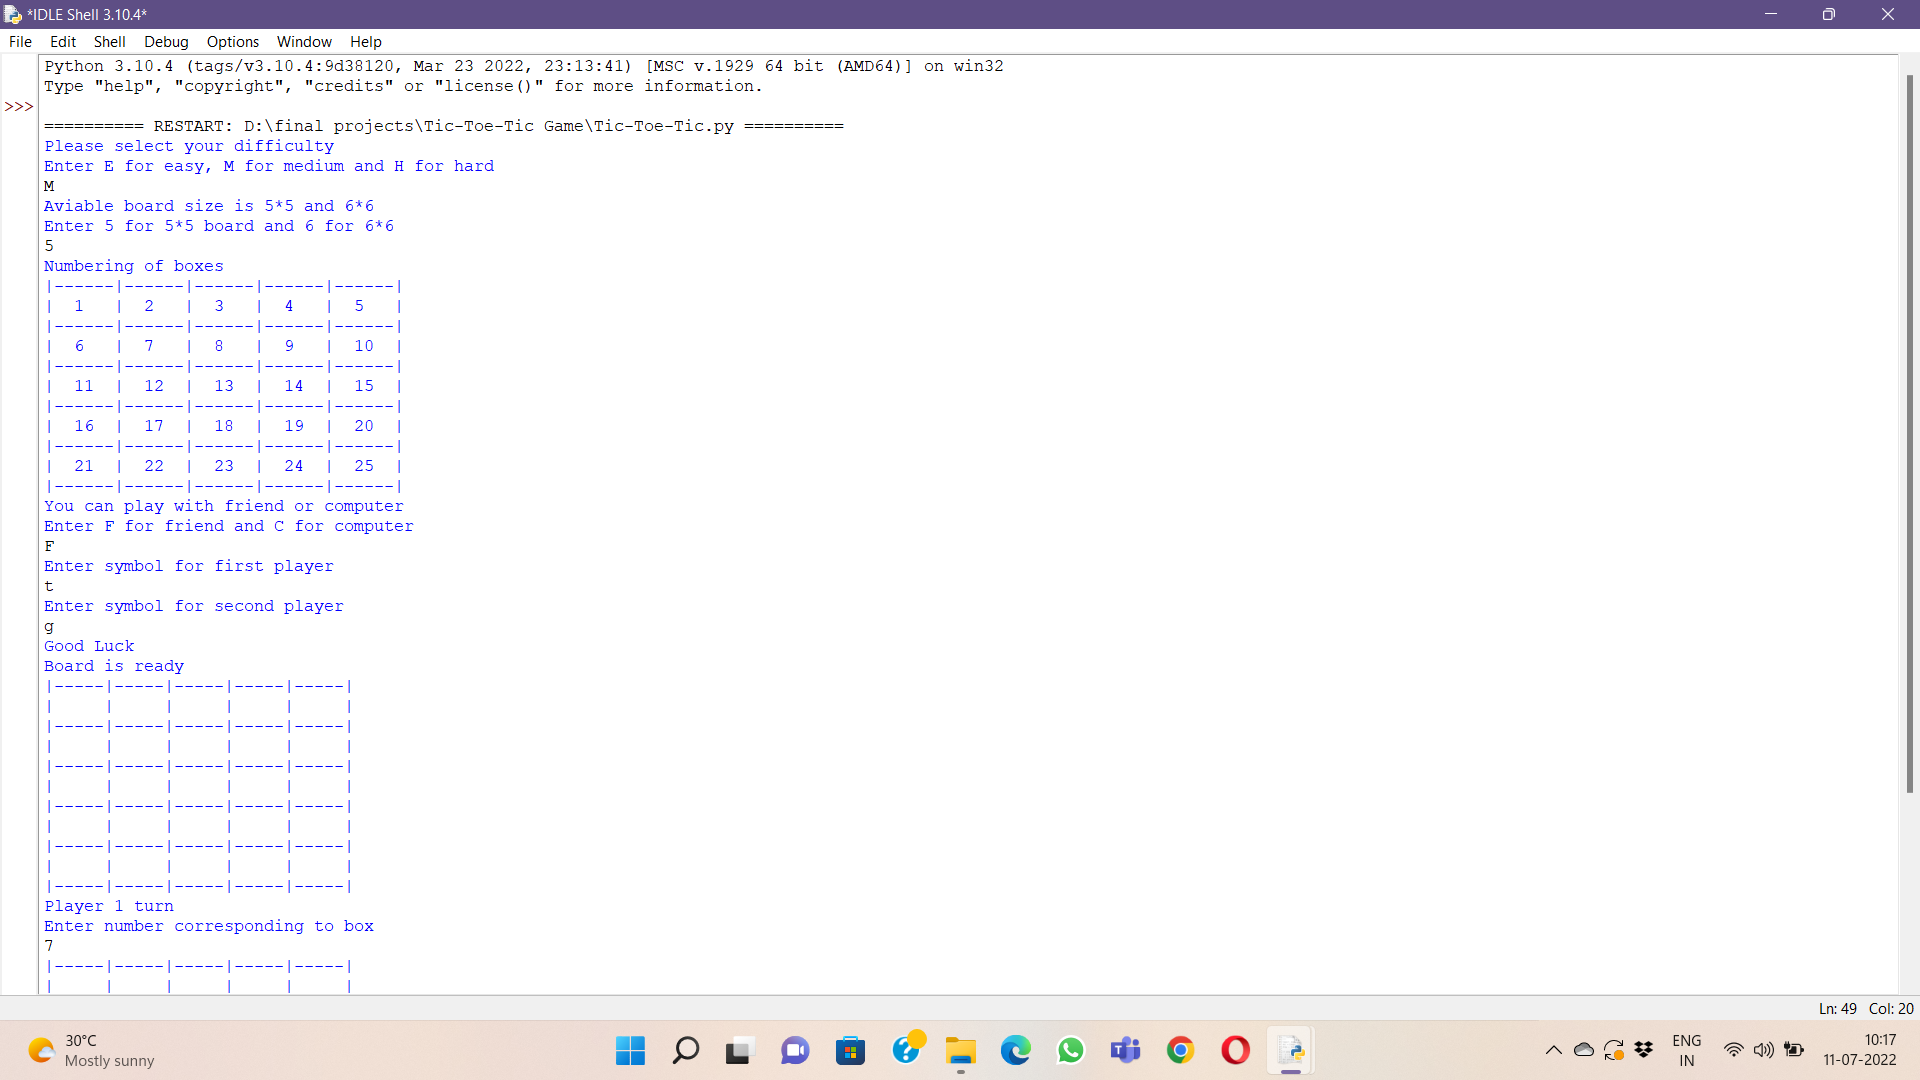 *IDLE Shell 3.10.4*
File Edit Shell Debug Options Window Help
Python 3.10.4 (tags/v3.10.4:9d38120, Mar 23 2022, 23:13:41) [MSC v.1929 64 bit (AMD64)] on win32
Type "help", "copyright", "credits" or "license()" for more information.
>>>
========== RESTART: D:\final projects\Tic-Toe-Tic Game\Tic-Toe-Tic.py ==========
Please select your difficulty
Enter E for easy, M for medium and H for hard
M
Aviable board size is 5*5 and 6*6
Enter 5 for 5*5 board and 6 for 6*6
5
Numbering of boxes
|------|------|------|------|------|
|  1   |  2   |  3   |  4   |  5   |
|------|------|------|------|------|
|  6   |  7   |  8   |  9   |  10  |
|------|------|------|------|------|
|  11  |  12  |  13  |  14  |  15  |
|------|------|------|------|------|
|  16  |  17  |  18  |  19  |  20  |
|------|------|------|------|------|
|  21  |  22  |  23  |  24  |  25  |
|------|------|------|------|------|
You can play with friend or computer
Enter F for friend and C for computer
F
Enter symbol for first player
t
Enter symbol for second player
g
Good Luck
Board is ready
|-----|-----|-----|-----|-----|
|     |     |     |     |     |
|-----|-----|-----|-----|-----|
|     |     |     |     |     |
|-----|-----|-----|-----|-----|
|     |     |     |     |     |
|-----|-----|-----|-----|-----|
|     |     |     |     |     |
|-----|-----|-----|-----|-----|
|     |     |     |     |     |
|-----|-----|-----|-----|-----|
Player 1 turn
Enter number corresponding to box
7
|-----|-----|-----|-----|-----|
|     |     |     |     |     |
Ln: 49 Col: 20
30°C
Mostly sunny
ENG
IN
10:17
11-07-2022